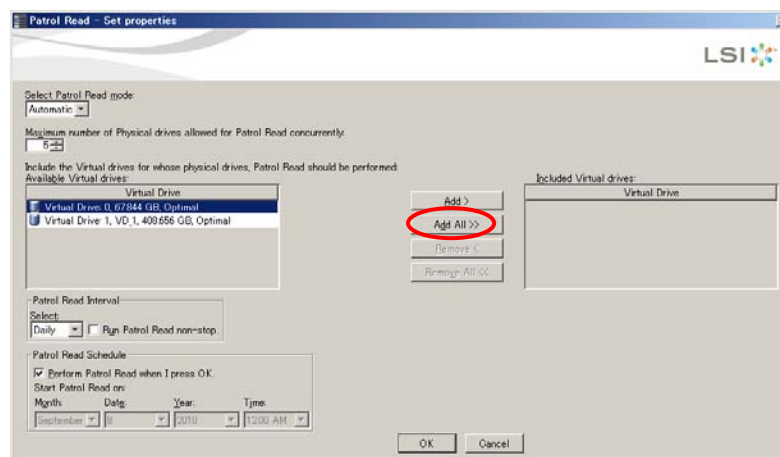 Patrol Read - Set properties
LSI
Select Patrol Read mode:
Automatic
Maximum number of Physical drives allowed for Patrol Read concurrently:
5
Include the Virtual drives for whose physical drives, Patrol Read should be performed:
Available Virtual drives:
Virtual Drive
Virtual Drive: 0, 67.844 GB, Optimal
Virtual Drive: 1, VD_1, 408.656 GB, Optimal
Add >
Add All >>
Remove <
Remove All <<
Included Virtual drives:
Virtual Drive
Patrol Read Interval
Select:
Daily
Run Patrol Read non-stop.
Patrol Read Schedule
Perform Patrol Read when I press OK.
Start Patrol Read on:
Month: Date: Year: Time:
September 8 2010 12:00 AM
OK Cancel